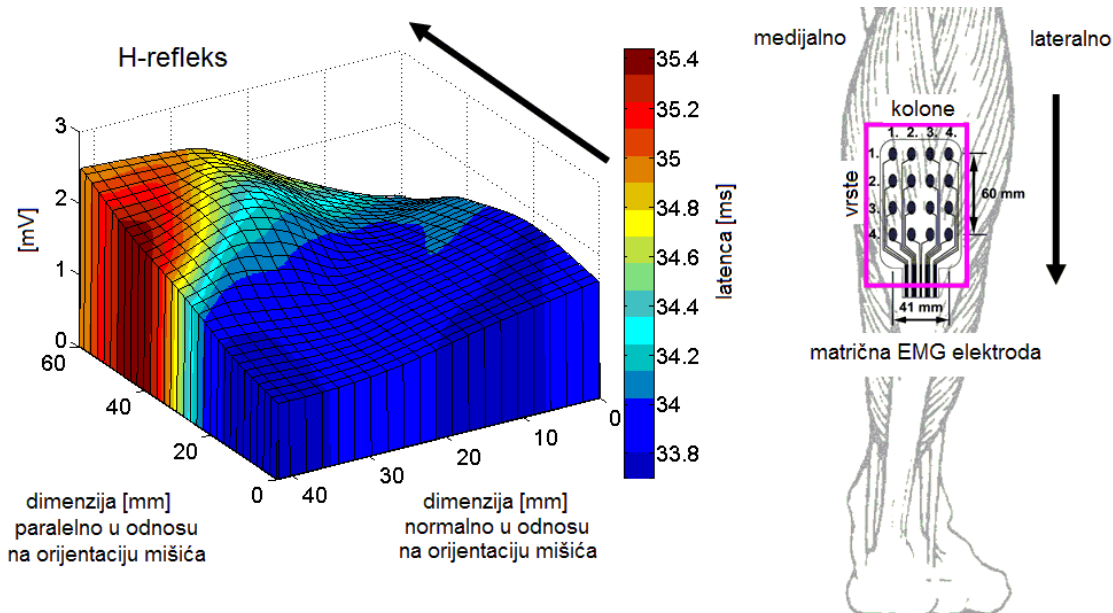 H-refleks
3
2
1
0
[mV]
60
40
20
0
40
30
20
10
0
dimenzija [mm]
paralelno u odnosu
na orijentaciju mišića
dimenzija [mm]
normalno u odnosu
na orijentaciju mišića
35.4
35.2
35
34.8
34.6
34.4
34.2
34
33.8
latenca [ms]
medijalno
lateralno
kolone
1. 2. 3. 4.
vrste
1.
2.
3.
4.
60 mm
41 mm
matrična EMG elektroda